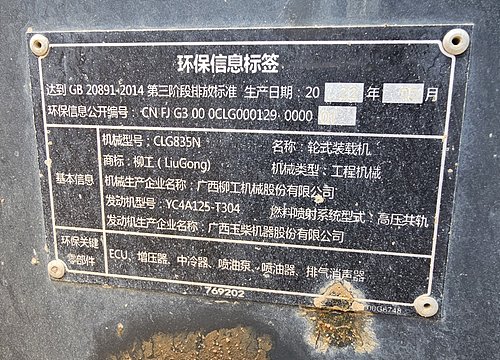 环保信息标签
达到 GB 20891-2014 第三阶段排放标准 生产日期：20 年 月
环保信息公开编号： CN FJ G3 00 0CLG000129 0000
基本信息
机械型号：CLG835N 名称：轮式装载机
商标：柳工（LiuGong） 机械类型：工程机械
机械生产企业名称：广西柳工机械股份有限公司
发动机型号：YC4A125-T304 燃料喷射系统型式：高压共轨
发动机生产企业名称：广西玉柴机器股份有限公司
环保关键
零部件
ECU、增压器、中冷器、喷油泵、喷油器、排气消声器
769202